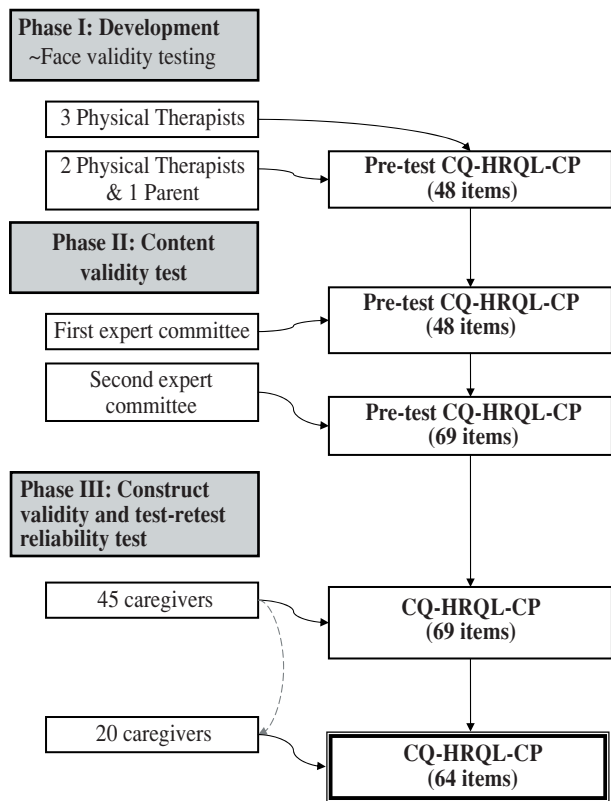 Phase I: Development
~Face validity testing
3 Physical Therapists
2 Physical Therapists
& 1 Parent
Pre-test CQ-HRQL-CP
(48 items)
Phase II: Content
validity test
First expert committee
Pre-test CQ-HRQL-CP
(48 items)
Second expert
committee
Pre-test CQ-HRQL-CP
(69 items)
Phase III: Construct
validity and test-retest
reliability test
45 caregivers
CQ-HRQL-CP
(69 items)
20 caregivers
CQ-HRQL-CP
(64 items)